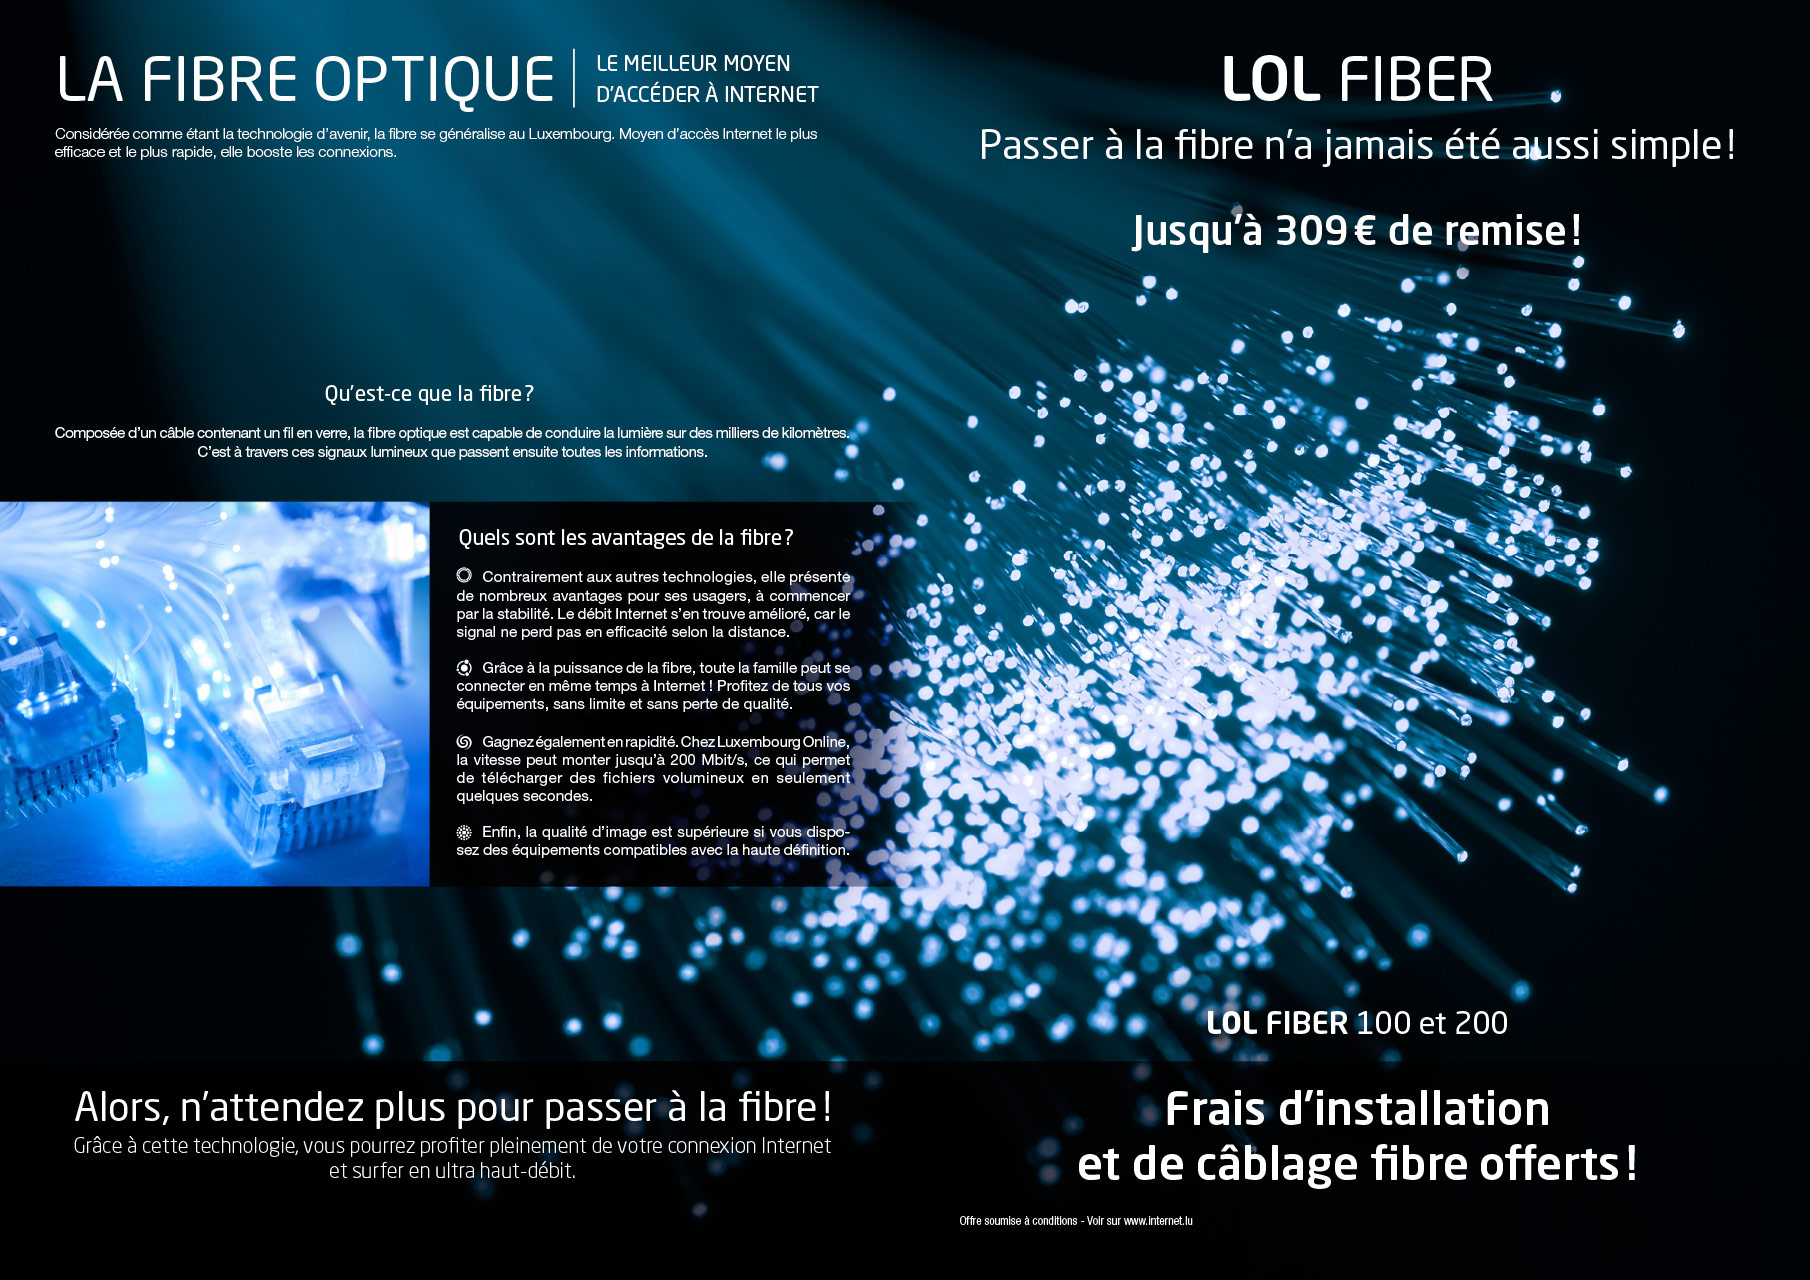 LA FIBRE OPTIQUE
LE MEILLEUR MOYEN
D'ACCÉDER À INTERNET
Considérée comme étant la technologie d'avenir, la fibre se généralise au Luxembourg. Moyen d'accès Internet le plus
efficace et le plus rapide, elle booste les connexions.
Qu'est-ce que la fibre ?
Composée d'un câble contenant un fil en verre, la fibre optique est capable de conduire la lumière sur des milliers de kilomètres.
C'est à travers ces signaux lumineux que passent ensuite toutes les informations.
Quels sont les avantages de la fibre ?
Contrairement aux autres technologies, elle présente
de nombreux avantages pour ses usagers, à commencer
par la stabilité. Le débit Internet s'en trouve amélioré, car le
signal ne perd pas en efficacité selon la distance.
Grâce à la puissance de la fibre, toute la famille peut se
connecter en même temps à Internet ! Profitez de tous vos
équipements, sans limite et sans perte de qualité.
Gagnez également en rapidité. Chez Luxembourg Online,
la vitesse peut monter jusqu'à 200 Mbit/s, ce qui permet
de télécharger des fichiers volumineux en seulement
quelques secondes.
Enfin, la qualité d'image est supérieure si vous dispo-
sez des équipements compatibles avec la haute définition.
Alors, n'attendez plus pour passer à la fibre !
Grâce à cette technologie, vous pourrez profiter pleinement de votre connexion Internet
et surfer en ultra haut-débit.
LOL FIBER
Passer à la fibre n'a jamais été aussi simple !
Jusqu'à 309 € de remise !
LOL FIBER 100 et 200
Frais d'installation
et de câblage fibre offerts !
Offre soumise à conditions - Voir sur www.internet.lu